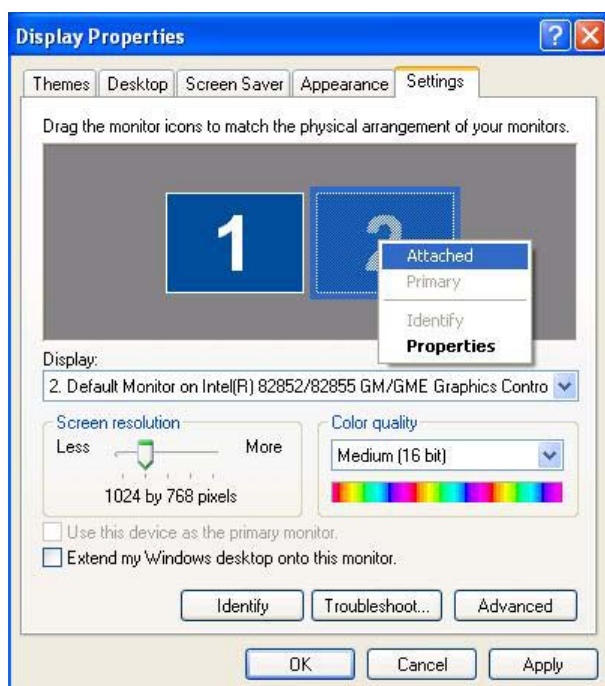 Display Properties
Themes Desktop Screen Saver Appearance Settings
Drag the monitor icons to match the physical arrangement of your monitors.
1 2
Attached
Primary
Identify
Properties
Display:
2. Default Monitor on Intel(R) 82852/82855 GM/GME Graphics Contro
Screen resolution
Less More
1024 by 768 pixels
Color quality
Medium (16 bit)
Use this device as the primary monitor.
Extend my Windows desktop onto this monitor.
Identify Troubleshoot... Advanced
OK Cancel Apply